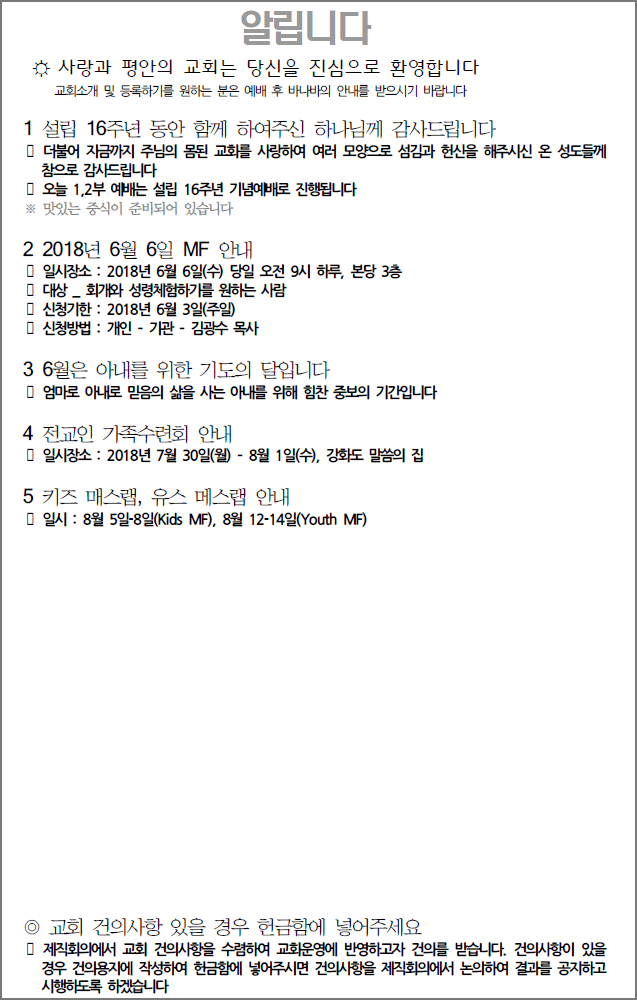 알립니다
☼ 사랑과 평안의 교회는 당신을 진심으로 환영합니다
교회소개 및 등록하기를 원하는 분은 예배 후 바나바의 안내를 받으시기 바랍니다
1 설립 16주년 동안 함께 하여주신 하나님께 감사드립니다
▯ 더불어 지금까지 주님의 몸된 교회를 사랑하여 여러 모양으로 섬김과 헌신을 해주시신 온 성도들께
참으로 감사드립니다
▯ 오늘 1,2부 예배는 설립 16주년 기념예배로 진행됩니다
※ 맛있는 중식이 준비되어 있습니다
2 2018년 6월 6일 MF 안내
▯ 일시장소 : 2018년 6월 6일(수) 당일 오전 9시 하루, 본당 3층
▯ 대상 _ 회개와 성령체험하기를 원하는 사람
▯ 신청기한 : 2018년 6월 3일(주일)
▯ 신청방법 : 개인 - 기관 - 김광수 목사
3 6월은 아내를 위한 기도의 달입니다
▯ 엄마로 아내로 믿음의 삶을 사는 아내를 위해 힘찬 중보의 기간입니다
4 전교인 가족수련회 안내
▯ 일시장소 : 2018년 7월 30일(월) - 8월 1일(수), 강화도 말씀의 집
5 키즈 매스랩, 유스 메스랩 안내
▯ 일시 : 8월 5일-8일(Kids MF), 8월 12-14일(Youth MF)
◎ 교회 건의사항 있을 경우 헌금함에 넣어주세요
▯ 제직회의에서 교회 건의사항을 수령하여 교회운영에 반영하고자 건의를 받습니다. 건의사항이 있을
경우 건의용지에 작성하여 헌금함에 넣어주시면 건의사항을 제직회의에서 논의하여 결과를 공지하고
시행하도록 하겠습니다